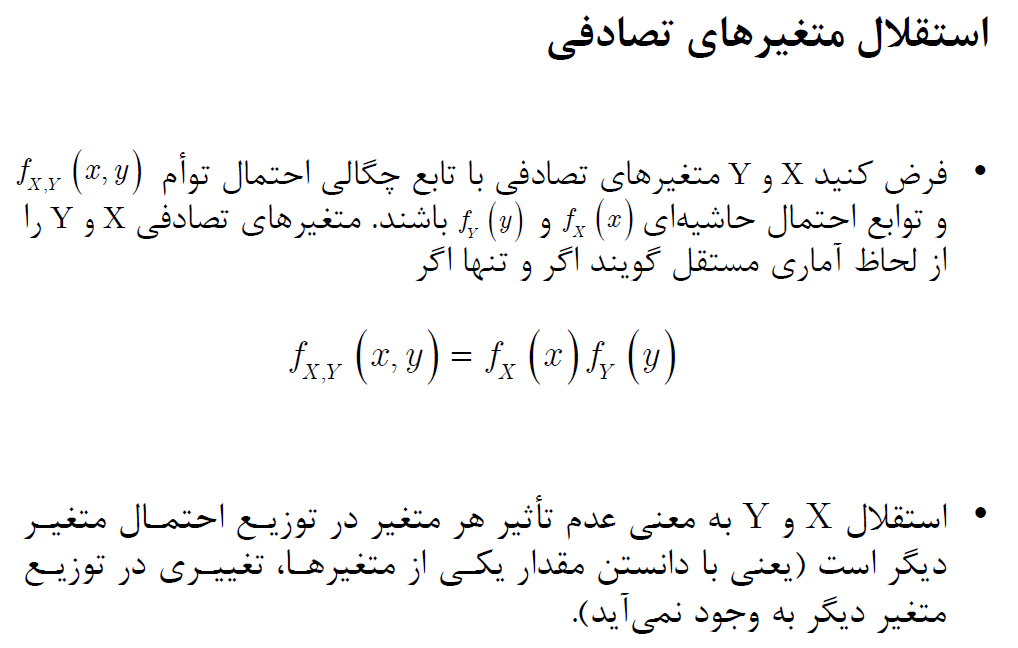 استقلال متغیرهای تصادفی
• فرض کنید X و Y متغیرهای تصادفی با تابع چگالی احتمال توأم f_{X,Y}(x,y)
و توابع احتمال حاشیه‌ای f_X(x) و f_Y(y) باشند. متغیرهای تصادفی X و Y را
از لحاظ آماری مستقل گویند اگر و تنها اگر
f_{X,Y}(x,y) = f_X(x) f_Y(y)
• استقلال X و Y به معنی عدم تأثیر هر متغیر در توزیع احتمال متغیر
دیگر است (یعنی با دانستن مقدار یکی از متغیرها، تغییری در توزیع
متغیر دیگر به وجود نمی‌آید).